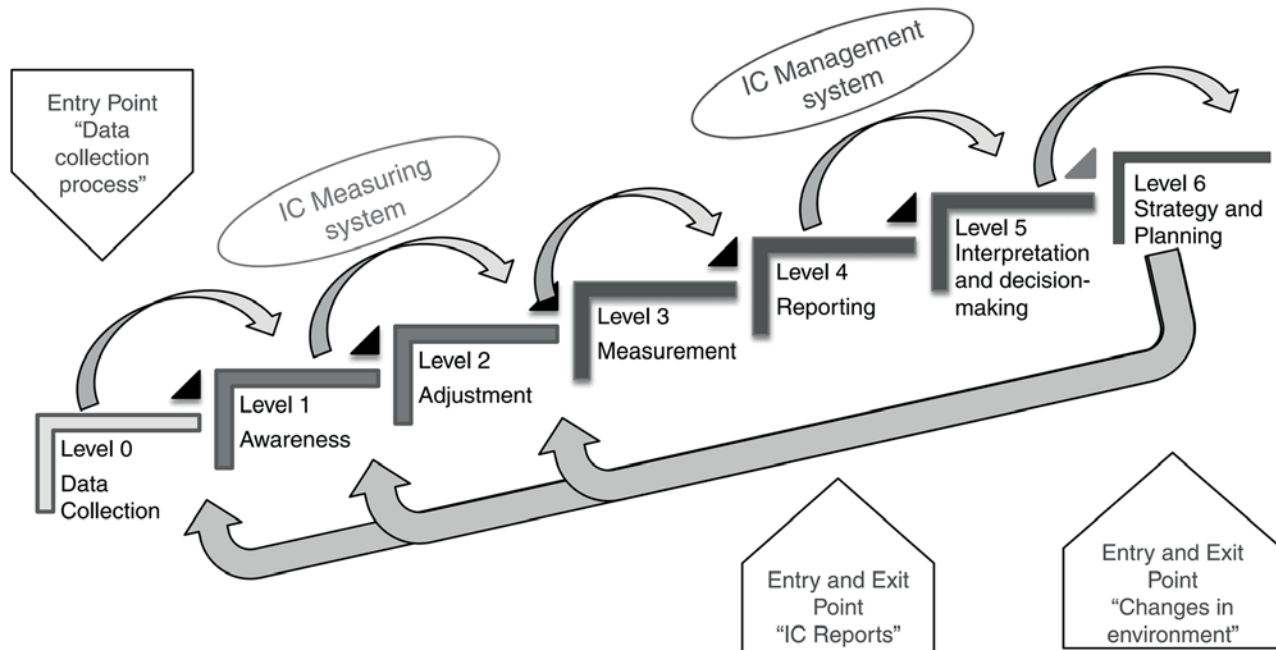 Entry Point
“Data
collection
process”
IC Measuring
system
IC Management
system
Level 0
Data
Collection
Level 1
Awareness
Level 2
Adjustment
Level 3
Measurement
Level 4
Reporting
Level 5
Interpretation
and decision-
making
Level 6
Strategy and
Planning
Entry and Exit
Point
“IC Reports”
Entry and Exit
Point
“Changes in
environment”